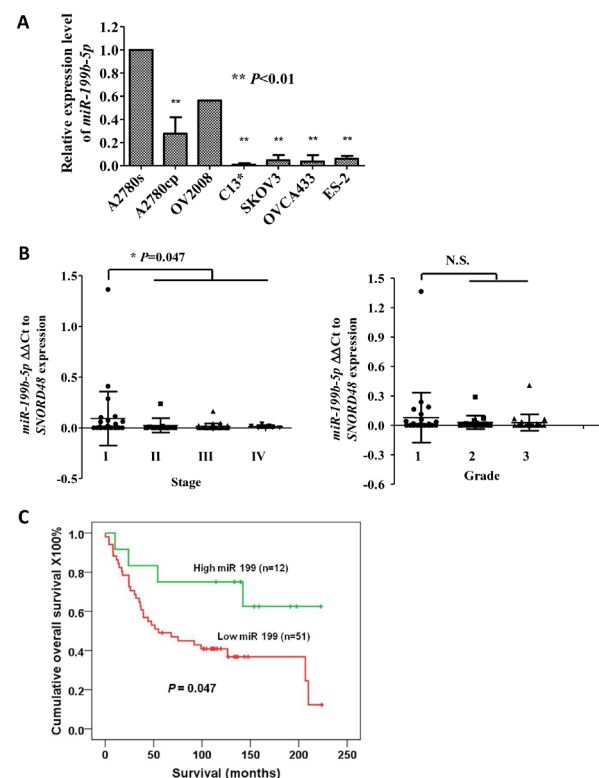 A
Relative expression level
of miR-199b-5p
1.2
1.0
0.8
0.6
0.4
0.2
0.0
** P<0.01
**
**
**
**
**
A2780s
A2780cp
OV2008
C13*
SKOV3
OVCA433
ES-2
B
miR-199b-5p ΔΔCt to
SNORD48 expression
* P=0.047
1.5
1.0
0.5
0.0
-0.5
I II III IV
Stage
miR-199b-5p ΔΔCt to
SNORD48 expression
N.S.
1.5
1.2
0.9
0.6
0.3
0.0
-0.3
-0.6
1 2 3
Grade
C
Cumulative overall survival X100%
1.0
0.8
0.6
0.4
0.2
0.0
High miR 199 (n=12)
Low miR 199 (n=51)
P = 0.047
0 50 100 150 200 250
Survival (months)